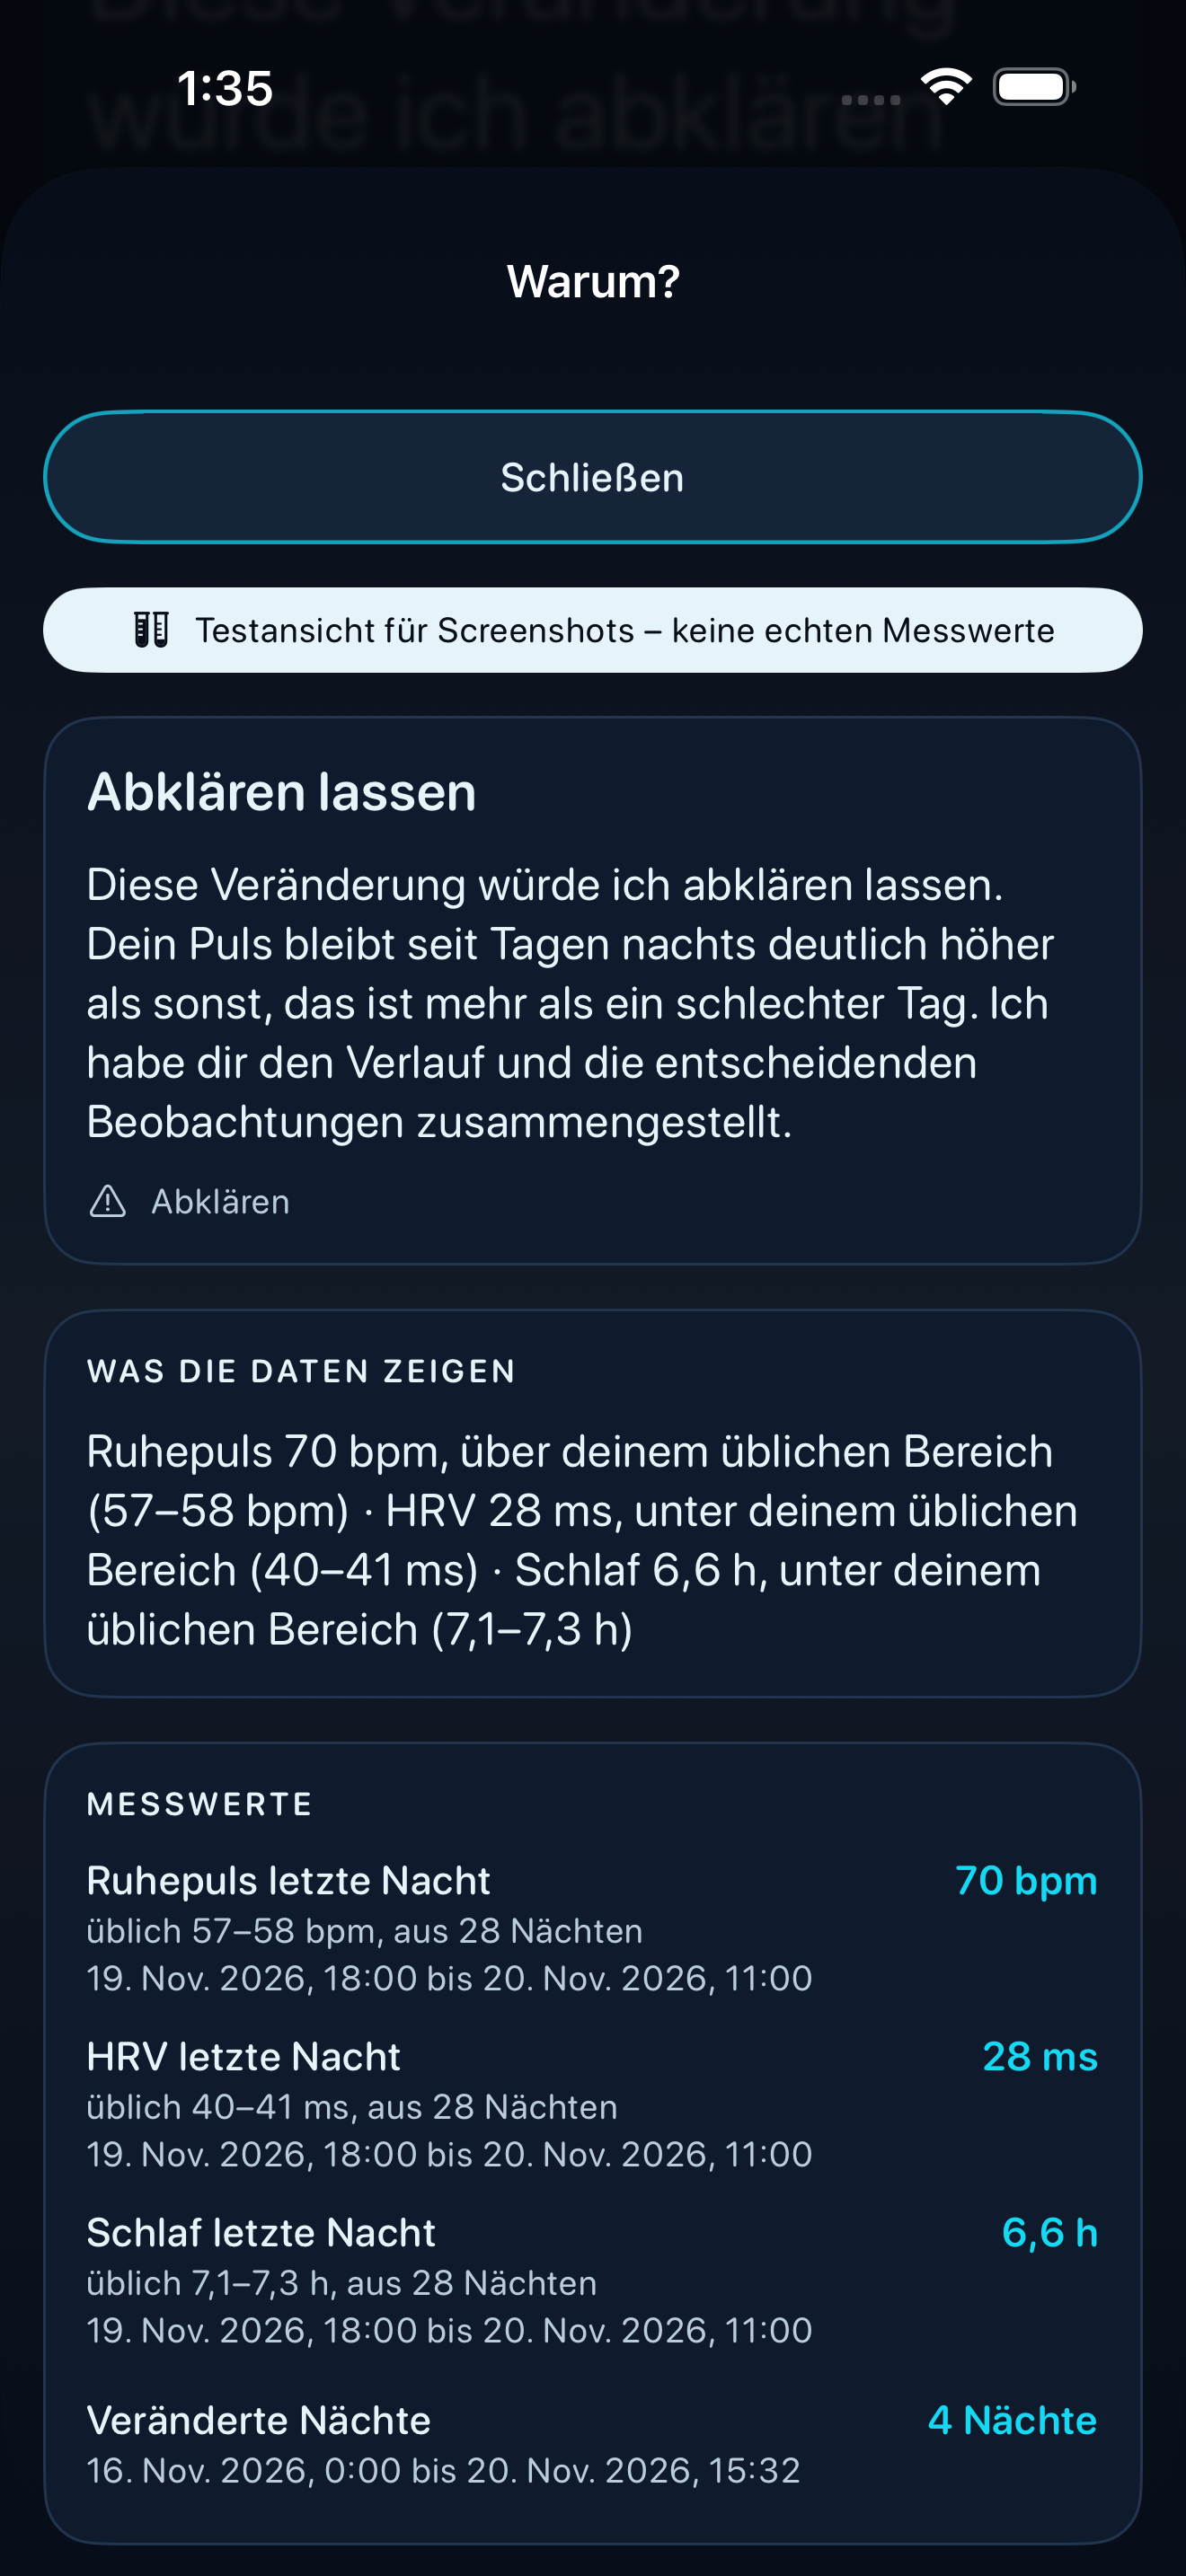 Diese Veränderung
würde ich abklären
1:35
Warum?
Schließen
Testansicht für Screenshots – keine echten Messwerte
Abklären lassen
Diese Veränderung würde ich abklären lassen.
Dein Puls bleibt seit Tagen nachts deutlich höher
als sonst, das ist mehr als ein schlechter Tag. Ich
habe dir den Verlauf und die entscheidenden
Beobachtungen zusammengestellt.
Abklären
WAS DIE DATEN ZEIGEN
Ruhepuls 70 bpm, über deinem üblichen Bereich
(57–58 bpm) · HRV 28 ms, unter deinem üblichen
Bereich (40–41 ms) · Schlaf 6,6 h, unter deinem
üblichen Bereich (7,1–7,3 h)
MESSWERTE
Ruhepuls letzte Nacht 70 bpm
üblich 57–58 bpm, aus 28 Nächten
19. Nov. 2026, 18:00 bis 20. Nov. 2026, 11:00
HRV letzte Nacht 28 ms
üblich 40–41 ms, aus 28 Nächten
19. Nov. 2026, 18:00 bis 20. Nov. 2026, 11:00
Schlaf letzte Nacht 6,6 h
üblich 7,1–7,3 h, aus 28 Nächten
19. Nov. 2026, 18:00 bis 20. Nov. 2026, 11:00
Veränderte Nächte 4 Nächte
16. Nov. 2026, 0:00 bis 20. Nov. 2026, 15:32